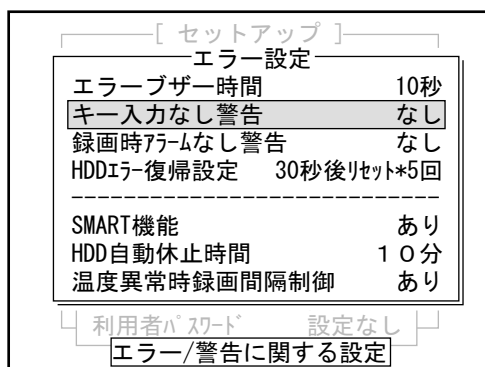 [ セットアップ ]
エラー設定
エラーブザー時間 10秒
キー入力なし警告 なし
録画時ｱﾗｰﾑなし警告 なし
HDDｴﾗｰ復帰設定 30秒後ﾘｾｯﾄ*5回
------------------------------
SMART機能 あり
HDD自動休止時間 １０分
温度異常時録画間隔制御 あり
利用者ﾊﾟｽﾜｰﾄﾞ 設定なし
エラー/警告に関する設定